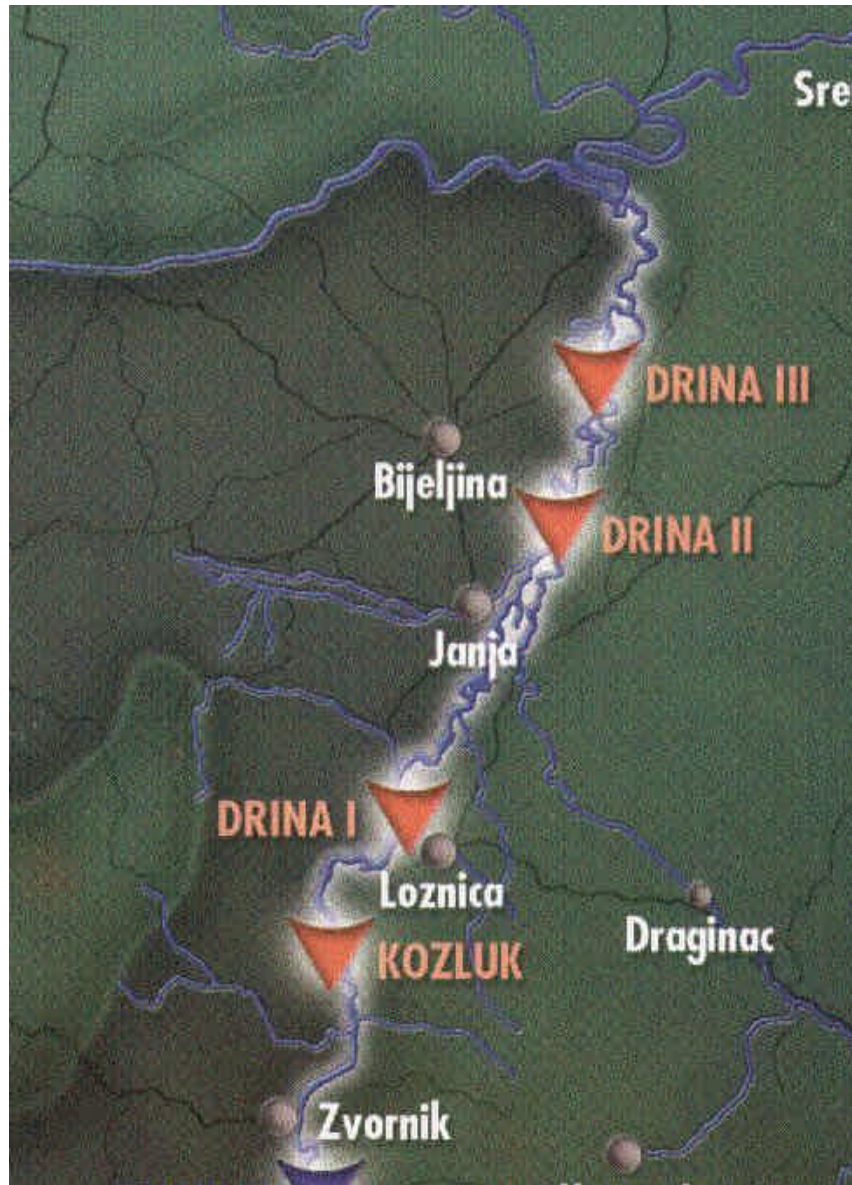 Sre
DRINA III
Bijeljina
DRINA II
Janja
DRINA I
Loznica
Draginac
KOZLUK
Zvornik